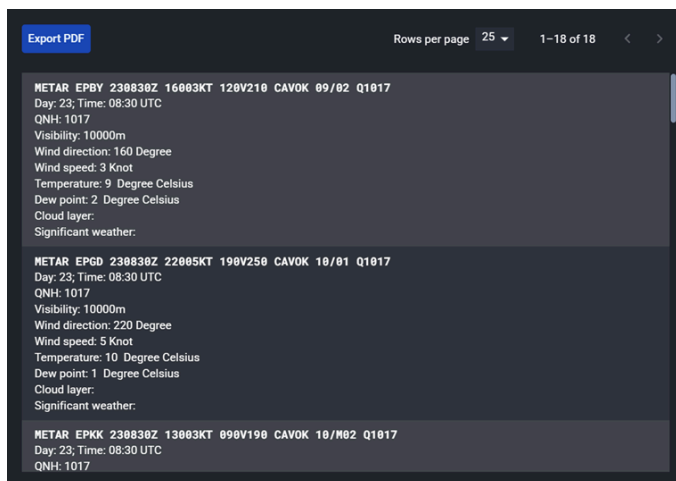 Export PDF
Rows per page 25 1–18 of 18
METAR EPBY 230830Z 16003KT 120V210 CAVOK 09/02 Q1017
Day: 23; Time: 08:30 UTC
QNH: 1017
Visibility: 10000m
Wind direction: 160 Degree
Wind speed: 3 Knot
Temperature: 9 Degree Celsius
Dew point: 2 Degree Celsius
Cloud layer:
Significant weather:
METAR EPGD 230830Z 22005KT 190V250 CAVOK 10/01 Q1017
Day: 23; Time: 08:30 UTC
QNH: 1017
Visibility: 10000m
Wind direction: 220 Degree
Wind speed: 5 Knot
Temperature: 10 Degree Celsius
Dew point: 1 Degree Celsius
Cloud layer:
Significant weather:
METAR EPKK 230830Z 13003KT 090V190 CAVOK 10/M02 Q1017
Day: 23; Time: 08:30 UTC
QNH: 1017